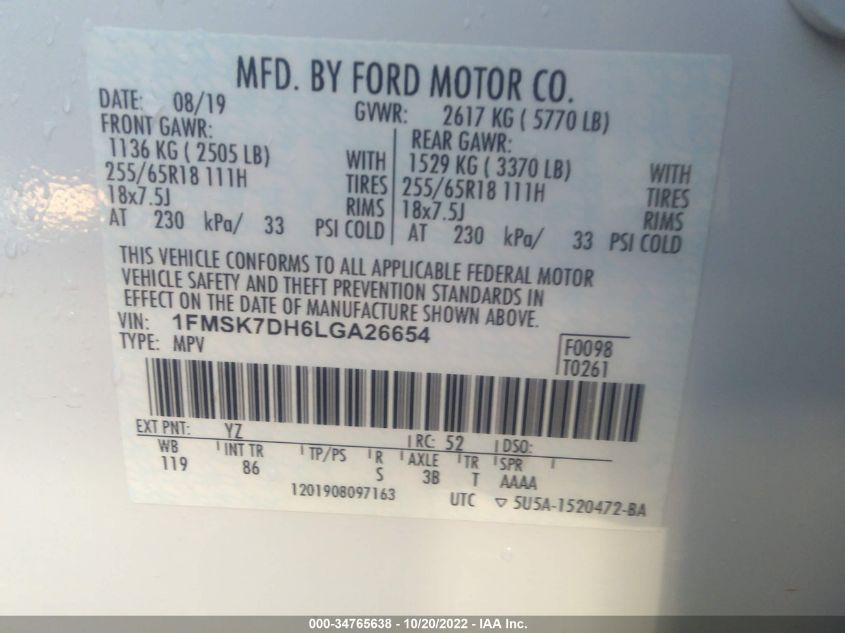 MFD. BY FORD MOTOR CO.
DATE: 08/19 GVWR: 2617 KG ( 5770 LB)
FRONT GAWR: REAR GAWR:
1136 KG ( 2505 LB) WITH 1529 KG ( 3370 LB) WITH
255/65R18 111H TIRES 255/65R18 111H TIRES
18x7.5J RIMS 18x7.5J RIMS
AT 230 kPa/ 33 PSI COLD AT 230 kPa/ 33 PSI COLD
THIS VEHICLE CONFORMS TO ALL APPLICABLE FEDERAL MOTOR
VEHICLE SAFETY AND THEFT PREVENTION STANDARDS IN
EFFECT ON THE DATE OF MANUFACTURE SHOWN ABOVE.
VIN: 1FMSK7DH6LGA26654
TYPE: MPV F0098
T0261
EXT PNT: YZ RC: 52 DSO:
WB INT TR TP/PS R AXLE TR SPR
119 86 S 3B T AAAA
1201908097163 UTC ▽ 5U5A-1520472-BA
000-34765638 - 10/20/2022 - IAA Inc.